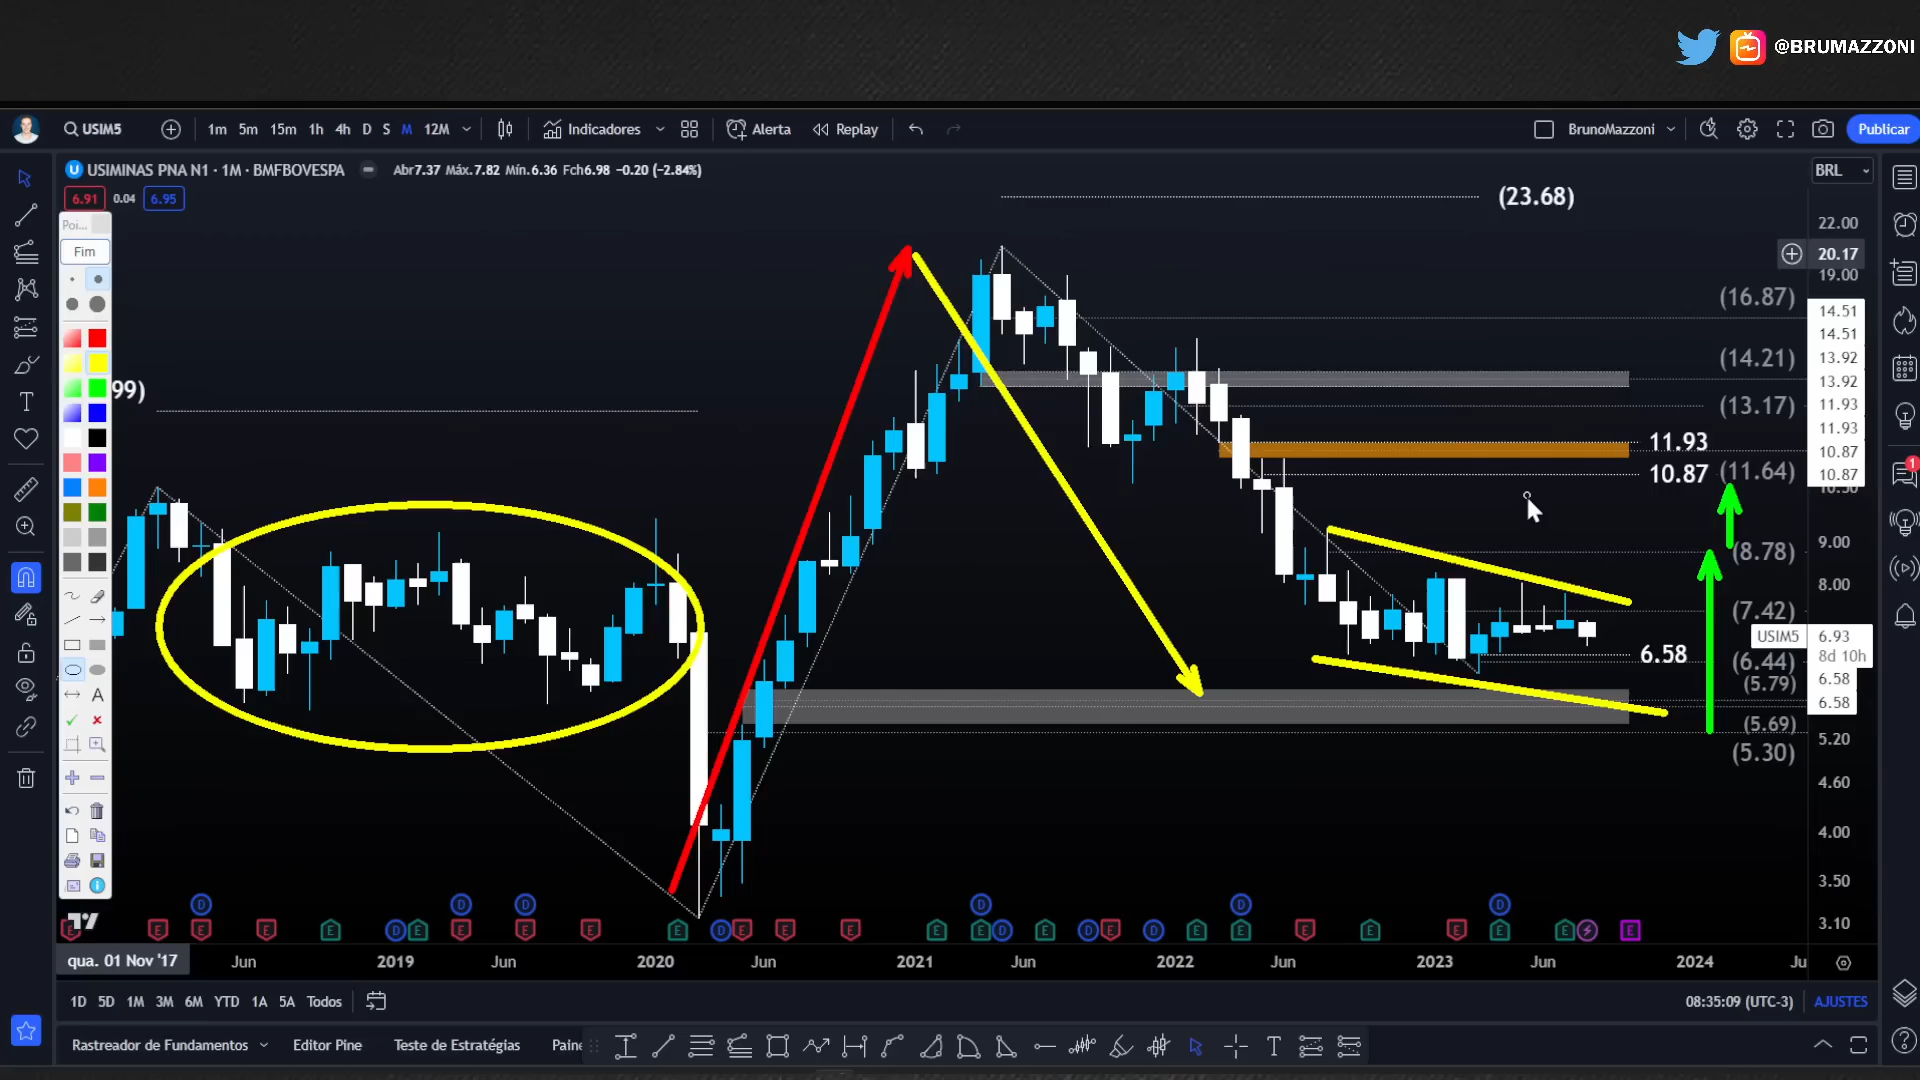 @BRUMAZZONI
USIM5
1m 5m 15m 1h 4h D S M 12M
Indicadores
Alerta
Replay
BrunoMazzoni
Publicar
USIMINAS PNA N1 · 1M · BMFBOVESPA
Abr7.37 Máx.7.82 Mín.6.36 Fch6.98 −0.20 (−2.84%)
BRL
6.91 0.04 6.95
(23.68)
Poi...
Fim
22.00
20.17
19.00
(16.87)
14.51
14.51
(14.21)
13.92
13.92
99)
(13.17)
11.93
11.93
11.93
10.87
10.87
10.87 (11.64)
1
(8.78)
9.00
8.00
(7.42)
USIM5 6.93
8d 10h
6.58
(6.44)
(5.79)
6.58
6.58
(5.69)
5.20
(5.30)
4.60
4.00
3.50
3.10
A
D D D D D D D D D D D
E E E E E E E E E E E E E E E E E E E E E E E
qua. 01 Nov '17
Jun 2019 Jun 2020 Jun 2021 Jun 2022 Jun 2023 Jun 2024 Ju
1D 5D 1M 3M 6M YTD 1A 5A Todos
08:35:09 (UTC-3)
AJUSTES
Rastreador de Fundamentos
Editor Pine
Teste de Estratégias
Paine